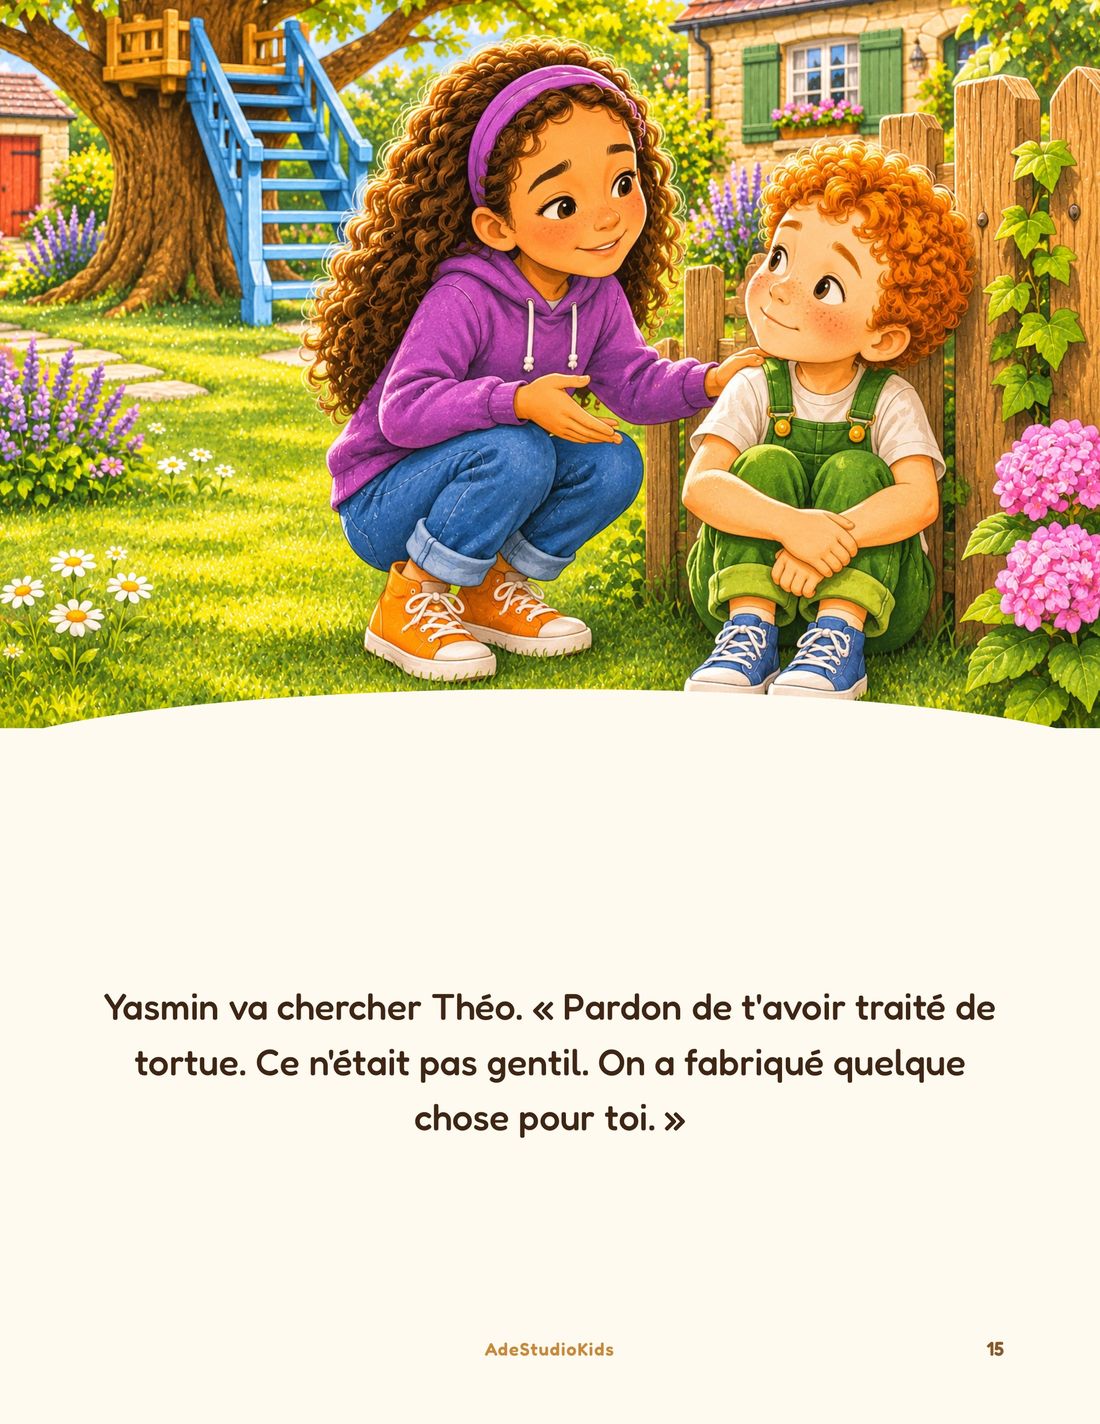 Yasmin va chercher Théo. « Pardon de t'avoir traité de
tortue. Ce n'était pas gentil. On a fabriqué quelque
chose pour toi. »
AdeStudioKids
15